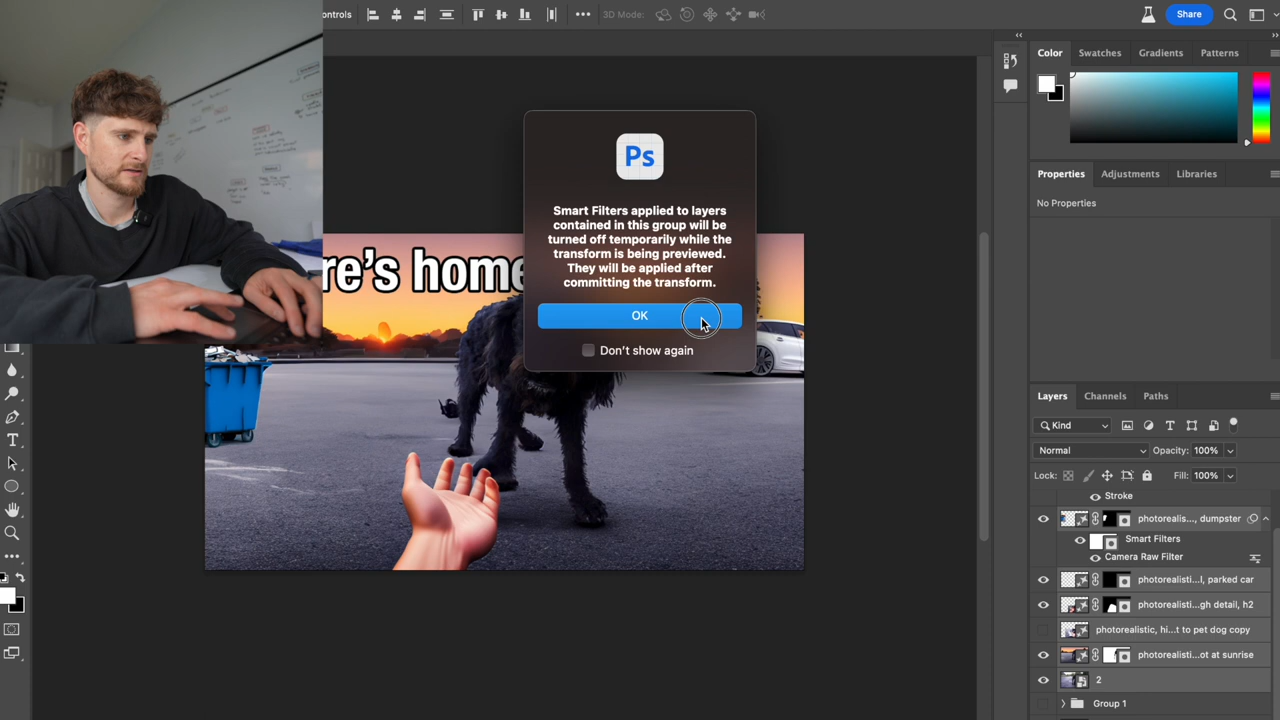 ontrols
3D Mode:
Share
Color
Swatches
Gradients
Patterns
Ps
Smart Filters applied to layers
contained in this group will be
turned off temporarily while the
transform is being previewed.
They will be applied after
committing the transform.
OK
Don't show again
re's home
Properties
Adjustments
Libraries
No Properties
Layers
Channels
Paths
Kind
Normal
Opacity: 100%
Lock:
Fill: 100%
Stroke
photorealis..., dumpster
Smart Filters
Camera Raw Filter
photorealisti...l, parked car
photorealisti...gh detail, h2
photorealistic, hi...t to pet dog copy
photorealisti...ot at sunrise
2
Group 1